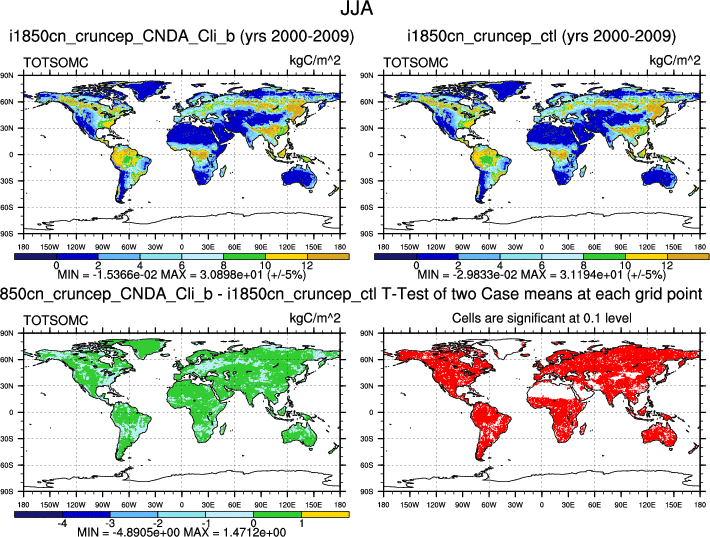 JJA
i1850cn_cruncep_CNDA_Cli_b (yrs 2000-2009)
TOTSOMC kgC/m^2
90N
60N
30N
0
30S
60S
90S
180 150W 120W 90W 60W 30W 0 30E 60E 90E 120E 150E 180
0 2 4 6 8 10 12
MIN = -1.5366e-02 MAX = 3.0898e+01 (+/-5%)
i1850cn_cruncep_ctl (yrs 2000-2009)
TOTSOMC kgC/m^2
90N
60N
30N
0
30S
60S
90S
180 150W 120W 90W 60W 30W 0 30E 60E 90E 120E 150E 180
0 2 4 6 8 10 12
MIN = -2.9833e-02 MAX = 3.1194e+01 (+/-5%)
850cn_cruncep_CNDA_Cli_b - i1850cn_cruncep_ctl
TOTSOMC kgC/m^2
90N
60N
30N
0
30S
60S
90S
180 150W 120W 90W 60W 30W 0 30E 60E 90E 120E 150E 180
-4 -3 -2 -1 0 1
MIN = -4.8905e+00 MAX = 1.4712e+00
T-Test of two Case means at each grid point
Cells are significant at 0.1 level
90N
60N
30N
0
30S
60S
90S
180 150W 120W 90W 60W 30W 0 30E 60E 90E 120E 150E 180